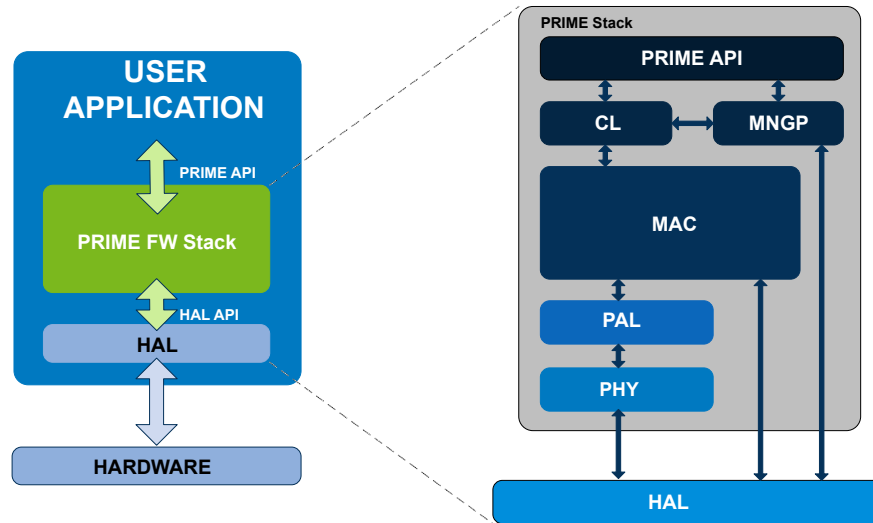 USER
APPLICATION
PRIME API
PRIME FW Stack
HAL API
HAL
HARDWARE
PRIME Stack
PRIME API
CL
MNGP
MAC
PAL
PHY
HAL